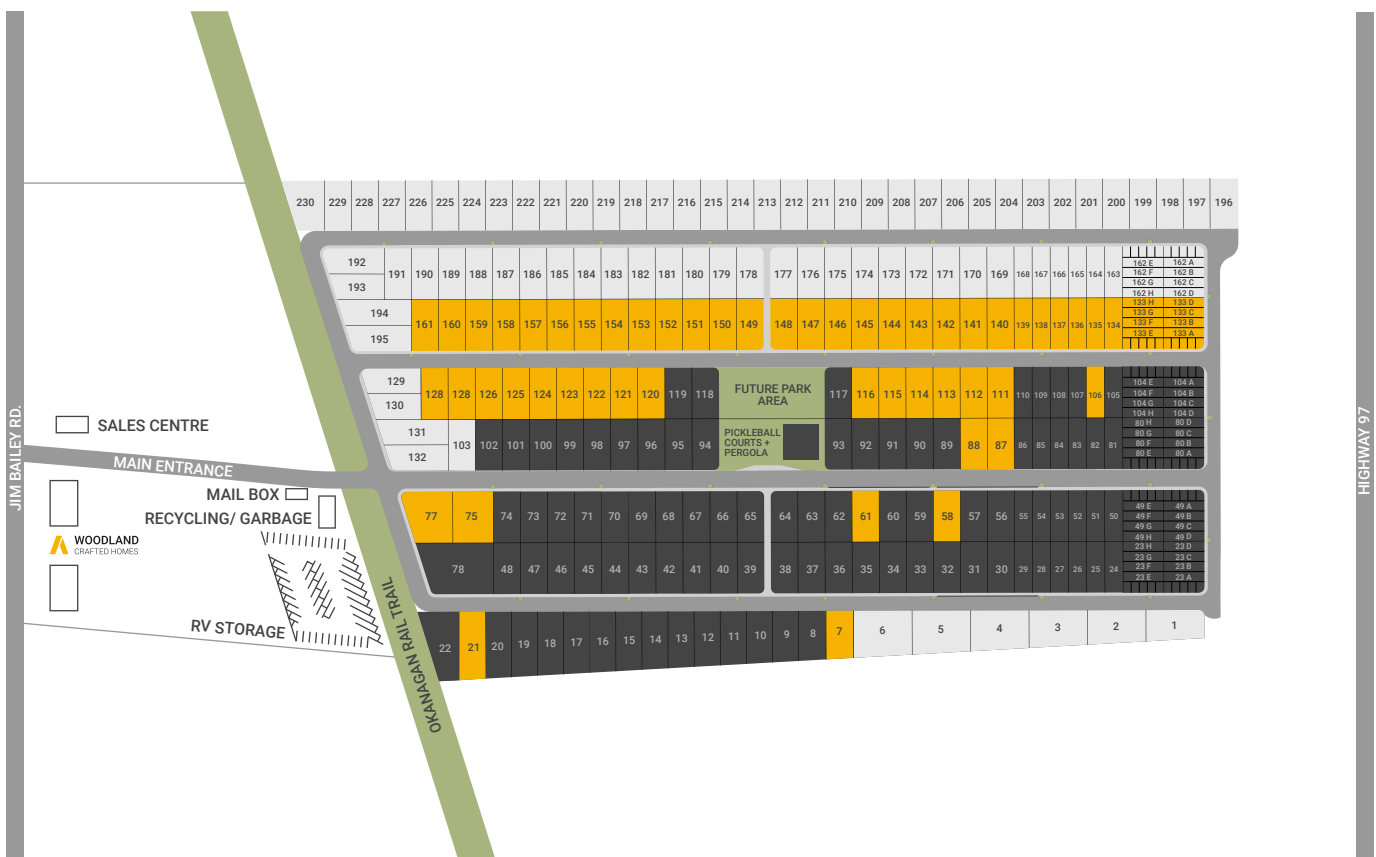 230 229 228 227 226 225 224 223 222 221 220 219 218 217 216 215 214 213 212 211 210 209 208 207 206 205 204 203 202 201 200 199 198 197 196
192
193
191 190 189 188 187 186 185 184 183 182 181 180 179 178 177 176 175 174 173 172 171 170 169 168 167 166 165 164 163
162 E 162 A
162 F 162 B
162 G 162 C
162 H 162 D
194
195
161 160 159 158 157 156 155 154 153 152 151 150 149 148 147 146 145 144 143 142 141 140 139 138 137 136 135 134
133 H 133 D
133 G 133 C
133 F 133 B
133 E 133 A
129
130
128 128 126 125 124 123 122 121 120 119 118
FUTURE PARK
AREA
117 116 115 114 113 112 111 110 109 108 107 106 105
104 E 104 A
104 F 104 B
104 G 104 C
104 H 104 D
131
132
103 102 101 100 99 98 97 96 95 94
PICKLEBALL
COURTS +
PERGOLA
93 92 91 90 89 88 87 86 85 84 83 82 81
80 H 80 D
80 G 80 C
80 F 80 B
80 E 80 A
SALES CENTRE
JIM BAILEY RD.
MAIN ENTRANCE
HIGHWAY 97
MAIL BOX
RECYCLING/ GARBAGE
WOODLAND
CRAFTED HOMES
RV STORAGE
OKANAGAN RAIL TRAIL
77 75 74 73 72 71 70 69 68 67 66 65 64 63 62 61 60 59 58 57 56 55 54 53 52 51 50
49 E 49 A
49 F 49 B
49 G 49 C
49 H 49 D
78 48 47 46 45 44 43 42 41 40 39 38 37 36 35 34 33 32 31 30 29 28 27 26 25 24
23 H 23 D
23 G 23 C
23 F 23 B
23 E 23 A
22 21 20 19 18 17 16 15 14 13 12 11 10 9 8 7 6 5 4 3 2 1